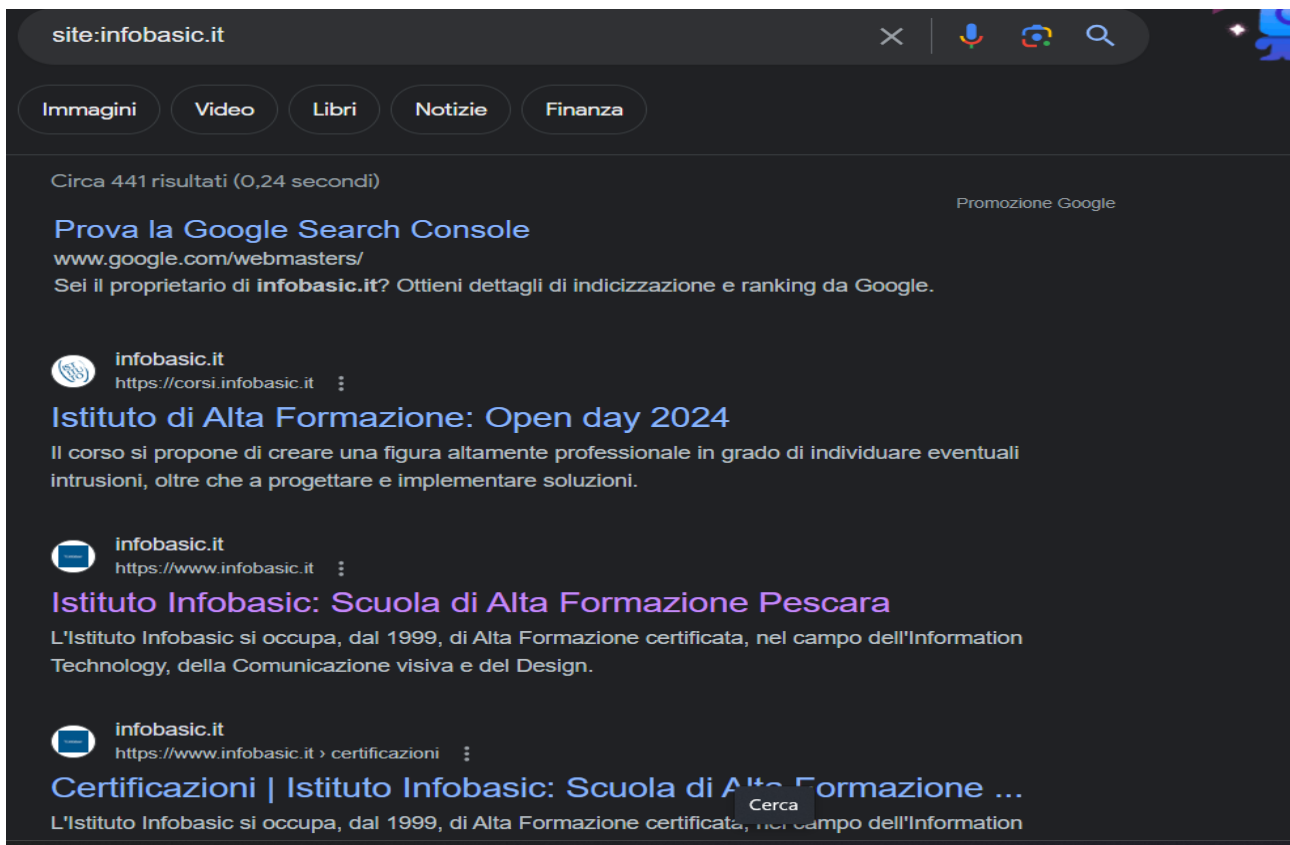 site:infobasic.it
Immagini Video Libri Notizie Finanza
Circa 441 risultati (0,24 secondi)
Promozione Google
Prova la Google Search Console
www.google.com/webmasters/
Sei il proprietario di infobasic.it? Ottieni dettagli di indicizzazione e ranking da Google.
infobasic.it
https://corsi.infobasic.it
Istituto di Alta Formazione: Open day 2024
Il corso si propone di creare una figura altamente professionale in grado di individuare eventuali
intrusioni, oltre che a progettare e implementare soluzioni.
infobasic.it
https://www.infobasic.it
Istituto Infobasic: Scuola di Alta Formazione Pescara
L'Istituto Infobasic si occupa, dal 1999, di Alta Formazione certificata, nel campo dell'Information
Technology, della Comunicazione visiva e del Design.
infobasic.it
https://www.infobasic.it › certificazioni
Certificazioni | Istituto Infobasic: Scuola di Alta Formazione ...
Cerca
L'Istituto Infobasic si occupa, dal 1999, di Alta Formazione certificata, nel campo dell'Information